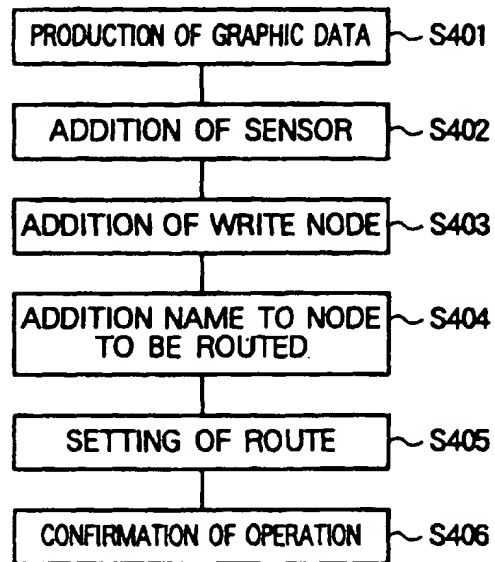 PRODUCTION OF GRAPHIC DATA S401
ADDITION OF SENSOR S402
ADDITION OF WRITE NODE S403
ADDITION NAME TO NODE S404
TO BE ROUTED
SETTING OF ROUTE S405
CONFIRMATION OF OPERATION S406